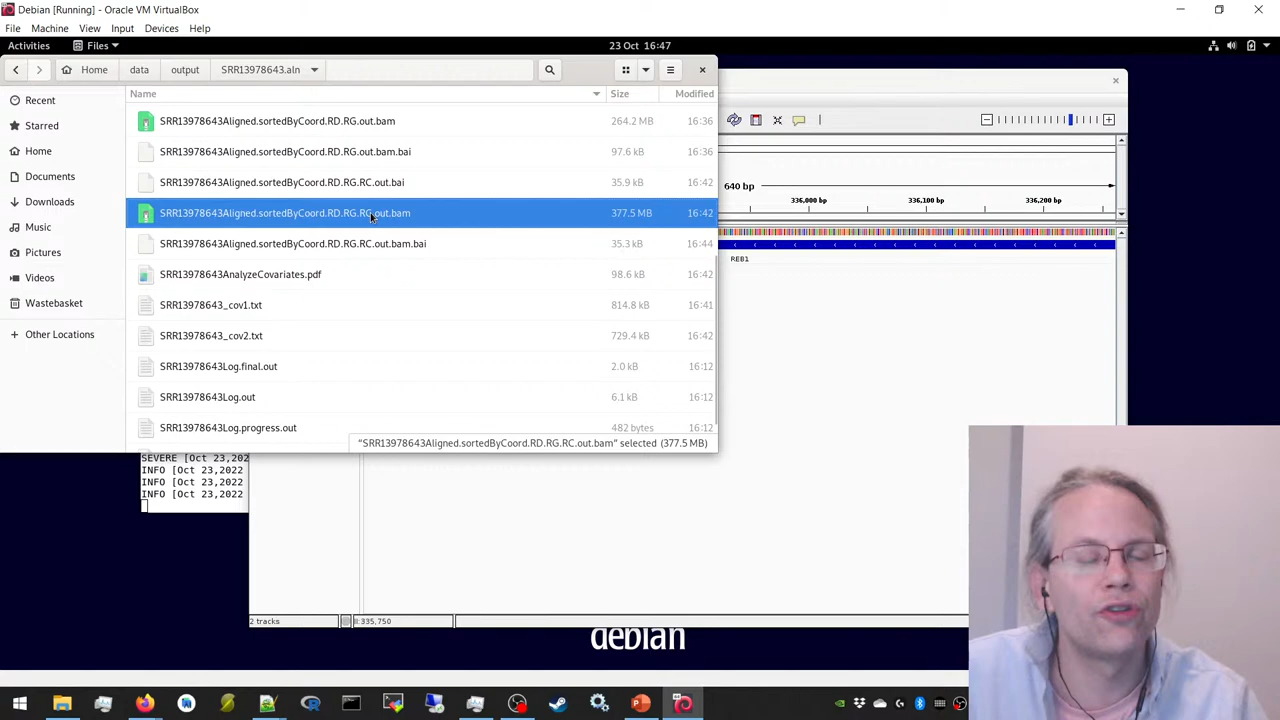 Debian [Running] - Oracle VM VirtualBox
File Machine View Input Devices Help
Activities Files 23 Oct 16:47
Home data output SRR13978643.aln
Name Size Modified
Recent
Starred
Home
Documents
Downloads
Music
Pictures
Videos
Wastebasket
Other Locations
SRR13978643Aligned.sortedByCoord.RD.RG.out.bam 264.2 MB 16:36
SRR13978643Aligned.sortedByCoord.RD.RG.out.bam.bai 97.6 kB 16:36
SRR13978643Aligned.sortedByCoord.RD.RG.RC.out.bai 35.9 kB 16:42
SRR13978643Aligned.sortedByCoord.RD.RG.RC.out.bam 377.5 MB 16:42
SRR13978643Aligned.sortedByCoord.RD.RG.RC.out.bam.bai 35.3 kB 16:44
SRR13978643AnalyzeCovariates.pdf 98.6 kB 16:42
SRR13978643_cov1.txt 814.8 kB 16:41
SRR13978643_cov2.txt 729.4 kB 16:42
SRR13978643Log.final.out 2.0 kB 16:12
SRR13978643Log.out 6.1 kB 16:12
SRR13978643Log.progress.out 482 bytes 16:12
"SRR13978643Aligned.sortedByCoord.RD.RG.RC.out.bam" selected (377.5 MB)
640 bp
336,000 bp 336,100 bp 336,200 bp
REB1
SEVERE [Oct 23,202
INFO [Oct 23,2022
INFO [Oct 23,2022
INFO [Oct 23,2022
2 tracks II:335,750
debian